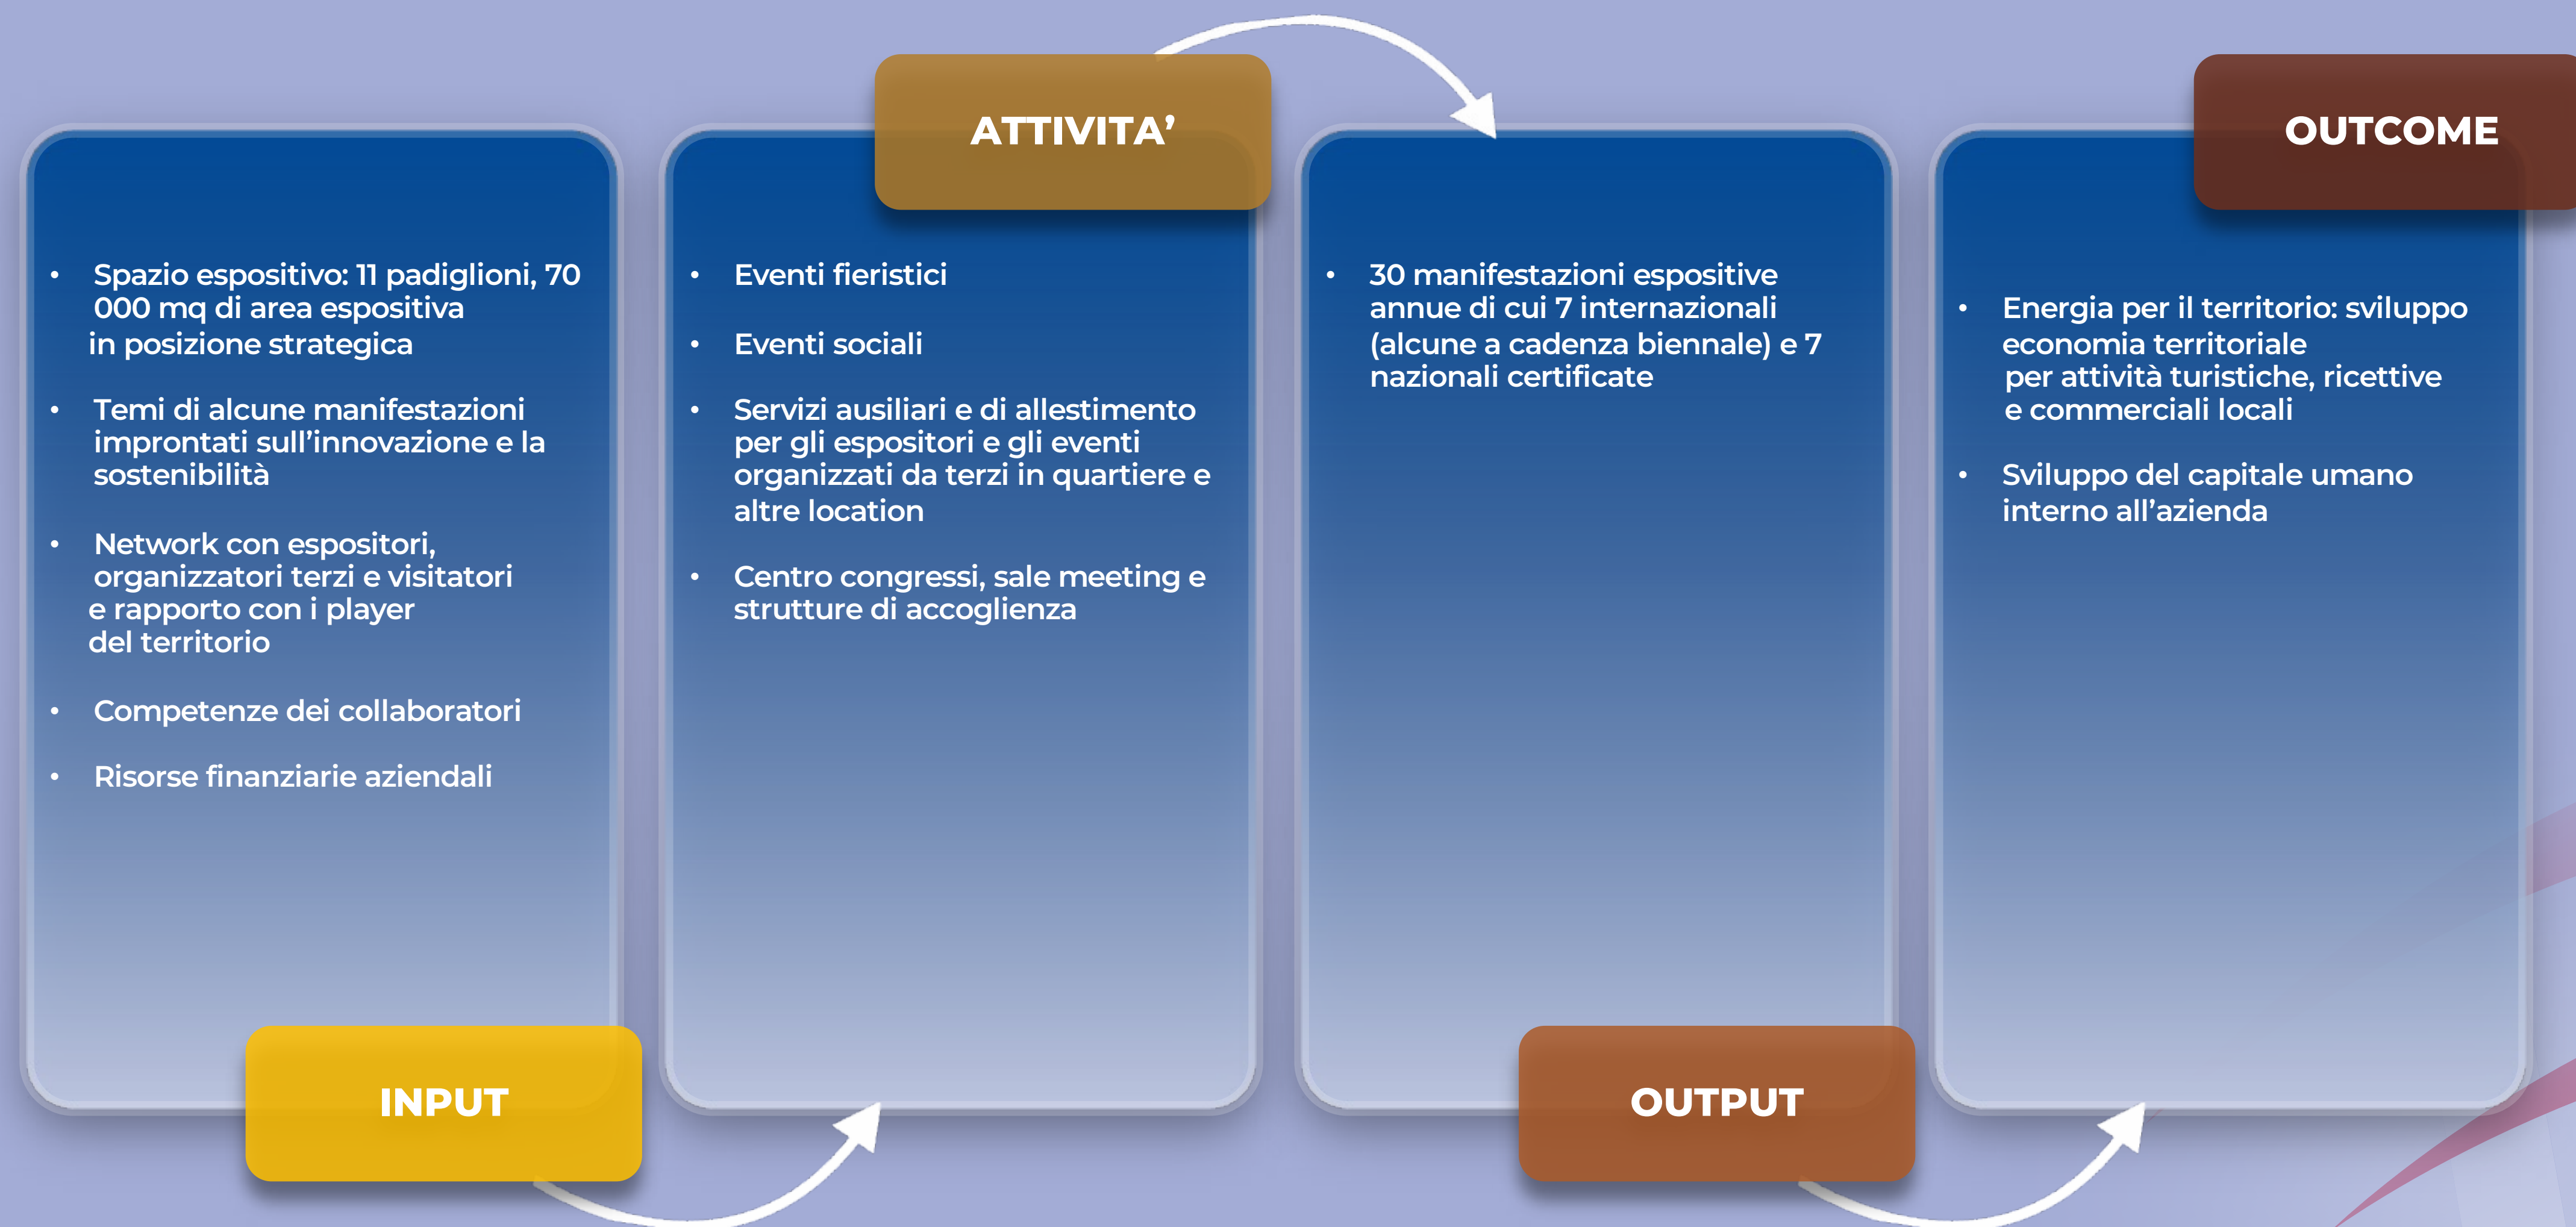 • Spazio espositivo: 11 padiglioni, 70
000 mq di area espositiva
in posizione strategica
• Temi di alcune manifestazioni
improntati sull’innovazione e la
sostenibilità
• Network con espositori,
organizzatori terzi e visitatori
e rapporto con i player
del territorio
• Competenze dei collaboratori
• Risorse finanziarie aziendali
INPUT
ATTIVITA’
• Eventi fieristici
• Eventi sociali
• Servizi ausiliari e di allestimento
per gli espositori e gli eventi
organizzati da terzi in quartiere e
altre location
• Centro congressi, sale meeting e
strutture di accoglienza
• 30 manifestazioni espositive
annue di cui 7 internazionali
(alcune a cadenza biennale) e 7
nazionali certificate
OUTPUT
OUTCOME
• Energia per il territorio: sviluppo
economia territoriale
per attività turistiche, ricettive
e commerciali locali
• Sviluppo del capitale umano
interno all’azienda